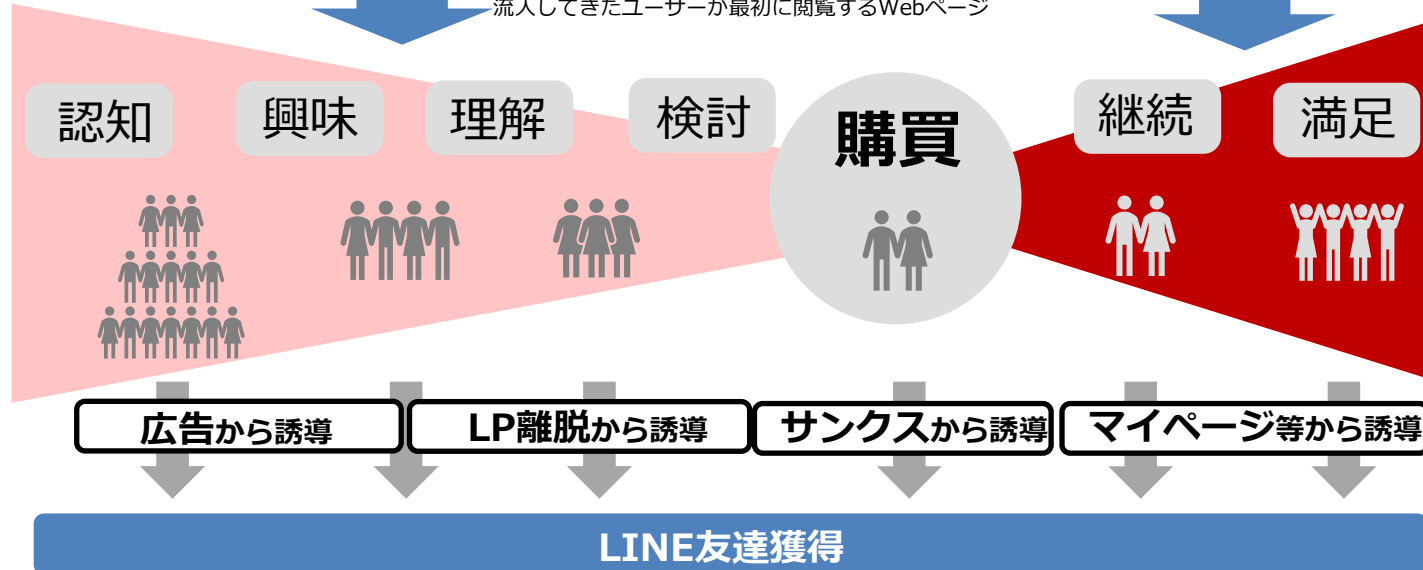 流入してきたユーザーが最初に閲覧するWebページ
認知
興味
理解
検討
購買
継続
満足
広告から誘導
LP離脱から誘導
サンクスから誘導
マイページ等から誘導
LINE友達獲得